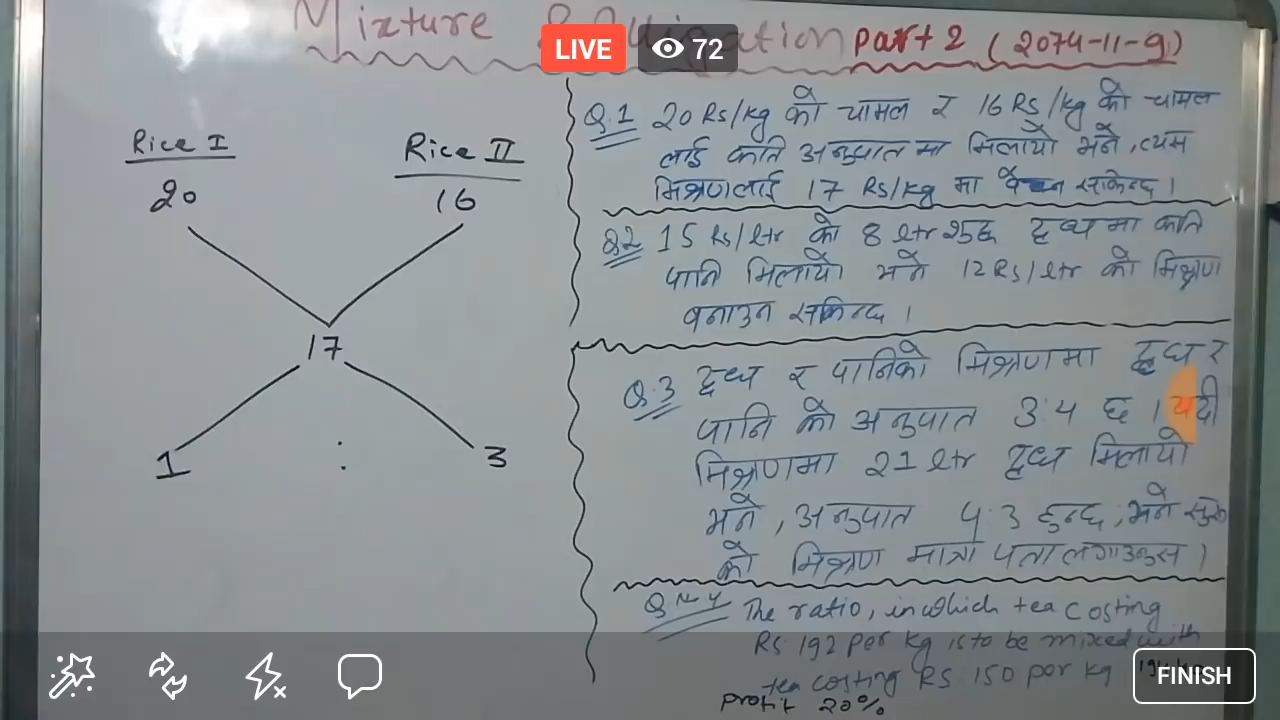 Mixture & Alligation Part 2 (2074-11-9)
LIVE 72
Rice I
20
Rice II
16
17
1 : 3
Q.1 20 Rs/kg को चामल र 16 Rs/kg को चामल
लाई कति अनुपात मा मिलायो भने, त्यस
मिश्रणलाई 17 Rs/kg मा सकिन्छ ।
Q.2 15 Rs/ltr को 8 ltr शुद्ध दूधमा कति
पानि मिलायो भने 12 Rs/ltr को मिश्रण
बनाउन सकिन्छ ।
Q.3 दूध र पानिको मिश्रणमा दूध र
पानि को अनुपात 3:4 छ । यदी
मिश्रणमा 21 ltr दूध मिलायो
भने, अनुपात 4:3 हुन्छ, भने सुरु
को मिश्रण मात्रा पत्ता लगाउनुस ।
Q.N.4 The ratio, in which tea costing
Rs. 192 per kg is to be mixed with
tea costing RS. 150 per kg
profit 20%
FINISH